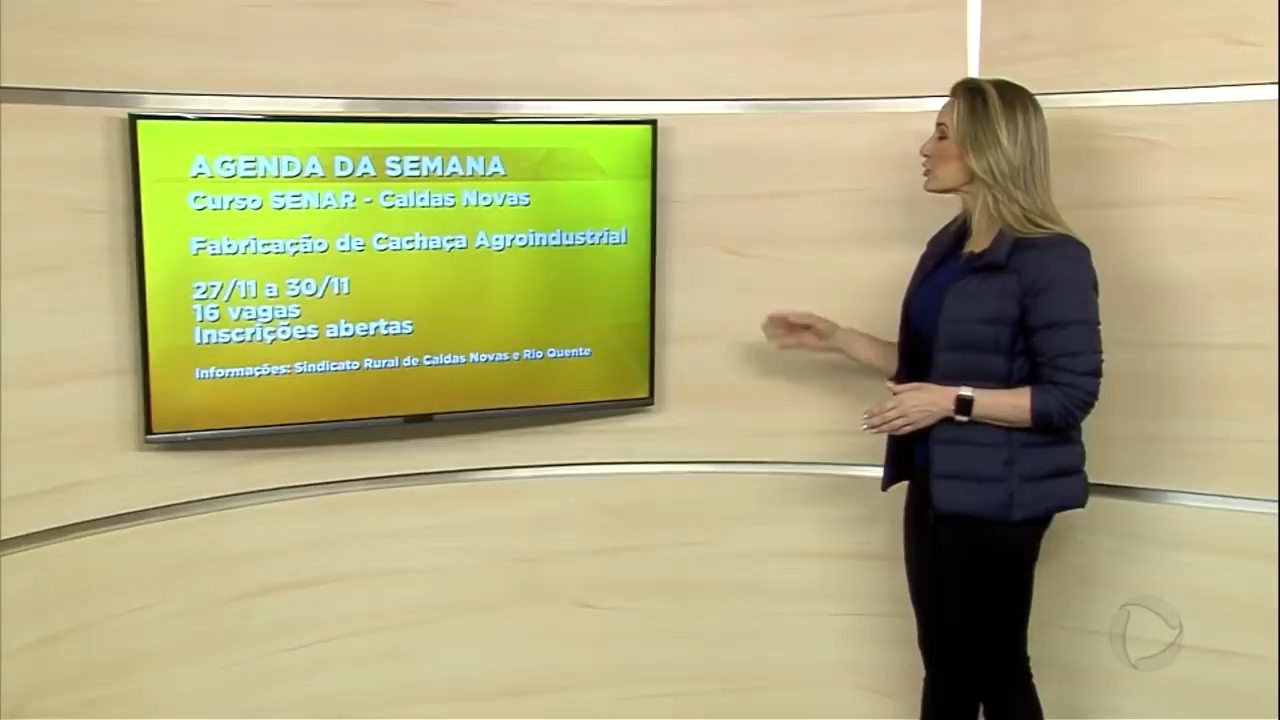 AGENDA DA SEMANA
Curso SENAR - Caldas Novas
Fabricação de Cachaça Agroindustrial
27/11 a 30/11
16 vagas
Inscrições abertas
Informações: Sindicato Rural de Caldas Novas e Rio Quente